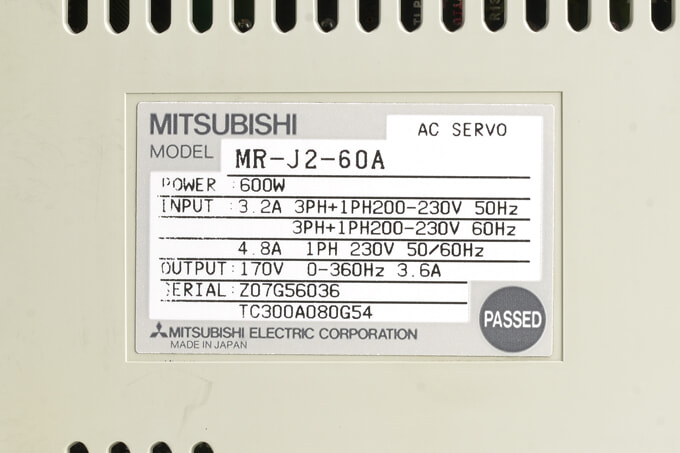 MITSUBISHI
AC SERVO
MODEL MR-J2-60A
POWER :600W
INPUT :3.2A 3PH+1PH200-230V 50Hz
3PH+1PH200-230V 60Hz
4.8A 1PH 230V 50/60Hz
OUTPUT:170V 0-360Hz 3.6A
SERIAL:Z07G56036
TC300A080G54
PASSED
MITSUBISHI ELECTRIC CORPORATION
MADE IN JAPAN